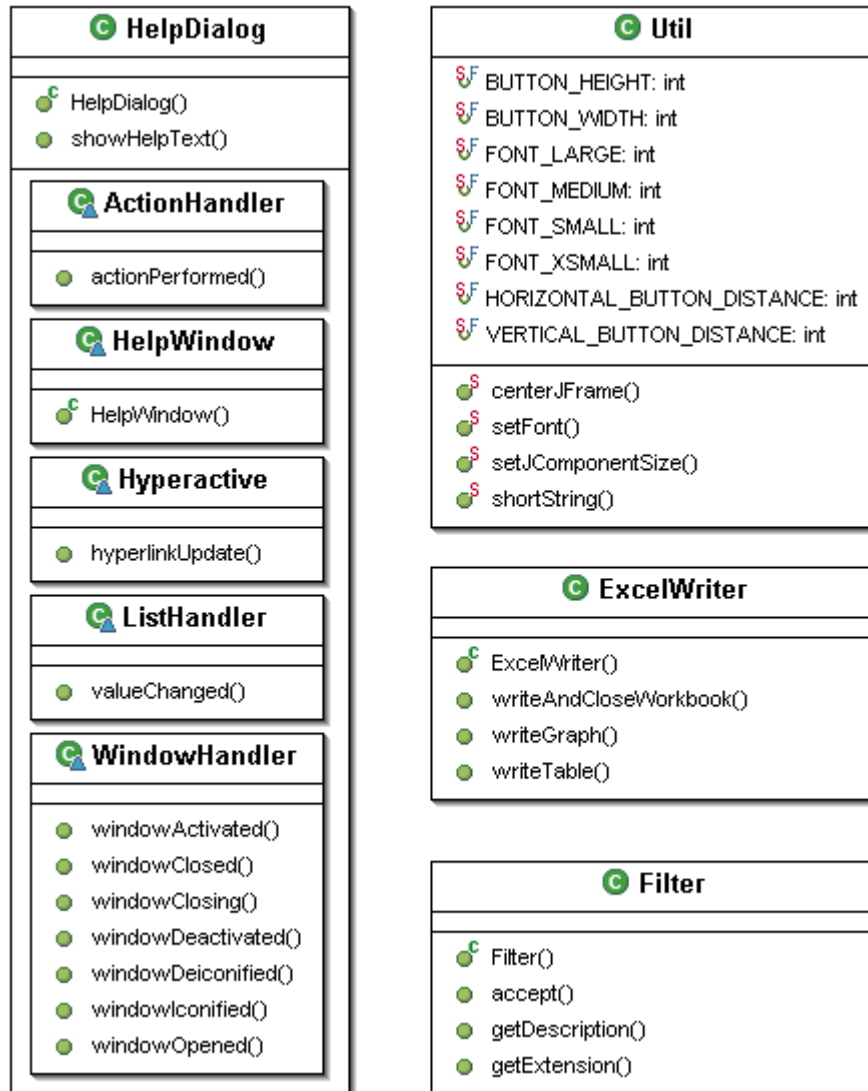 HelpDialog
HelpDialog()
showHelpText()
ActionHandler
actionPerformed()
HelpWindow
HelpWindow()
Hyperactive
hyperlinkUpdate()
ListHandler
valueChanged()
WindowHandler
windowActivated()
windowClosed()
windowClosing()
windowDeactivated()
windowDeiconified()
windowIconified()
windowOpened()
Util
BUTTON_HEIGHT: int
BUTTON_WIDTH: int
FONT_LARGE: int
FONT_MEDIUM: int
FONT_SMALL: int
FONT_XSMALL: int
HORIZONTAL_BUTTON_DISTANCE: int
VERTICAL_BUTTON_DISTANCE: int
centerJFrame()
setFont()
setJComponentSize()
shortString()
ExcelWriter
ExcelWriter()
writeAndCloseWorkbook()
writeGraph()
writeTable()
Filter
Filter()
accept()
getDescription()
getExtension()